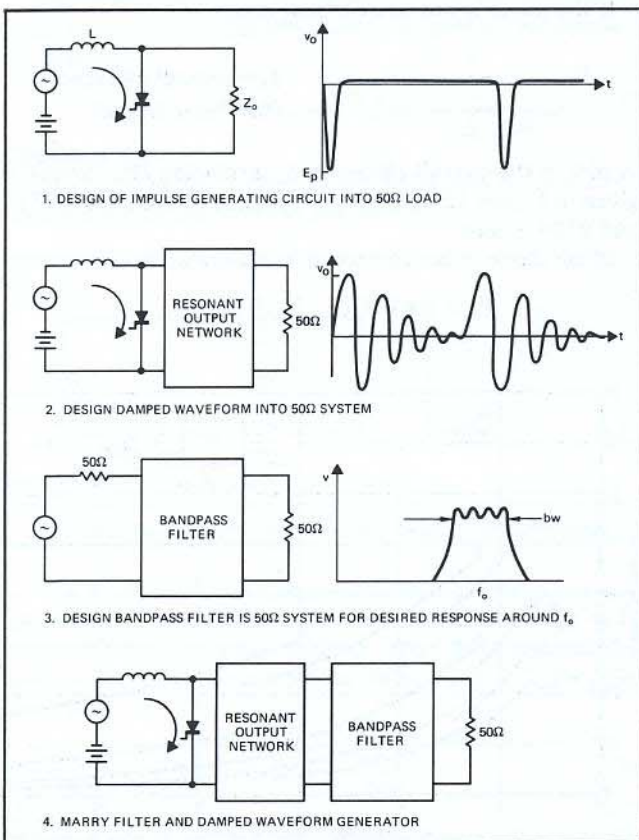 L
Z₀
v₀
t
Eₚ
1. DESIGN OF IMPULSE GENERATING CIRCUIT INTO 50Ω LOAD
RESONANT
OUTPUT
NETWORK
50Ω
v₀
t
2. DESIGN DAMPED WAVEFORM INTO 50Ω SYSTEM
50Ω
BANDPASS
FILTER
50Ω
v
bw
f₀
3. DESIGN BANDPASS FILTER IS 50Ω SYSTEM FOR DESIRED RESPONSE AROUND f₀
RESONANT
OUTPUT
NETWORK
BANDPASS
FILTER
50Ω
4. MARRY FILTER AND DAMPED WAVEFORM GENERATOR